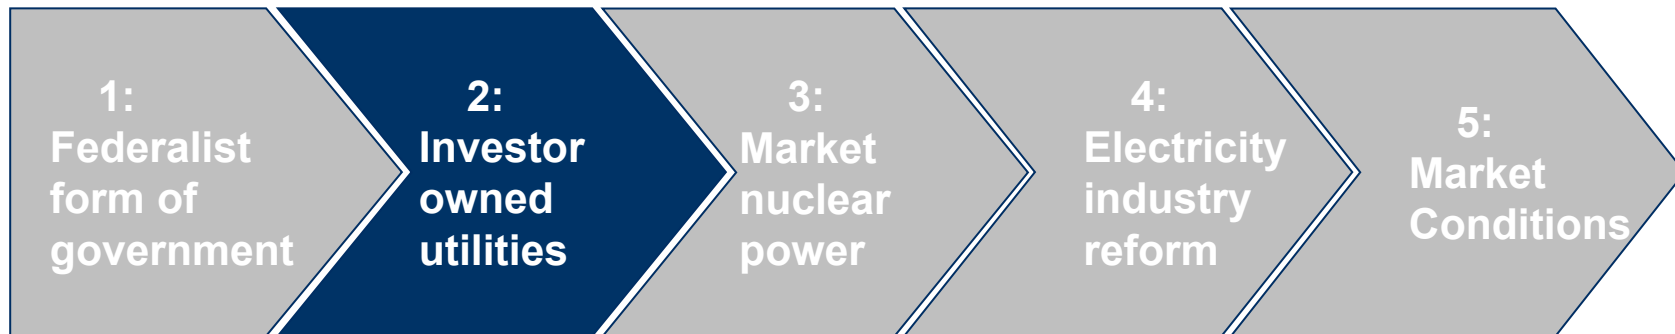 1:
Federalist
form of
government
2:
Investor
owned
utilities
3:
Market
nuclear
power
4:
Electricity
industry
reform
5:
Market
Conditions